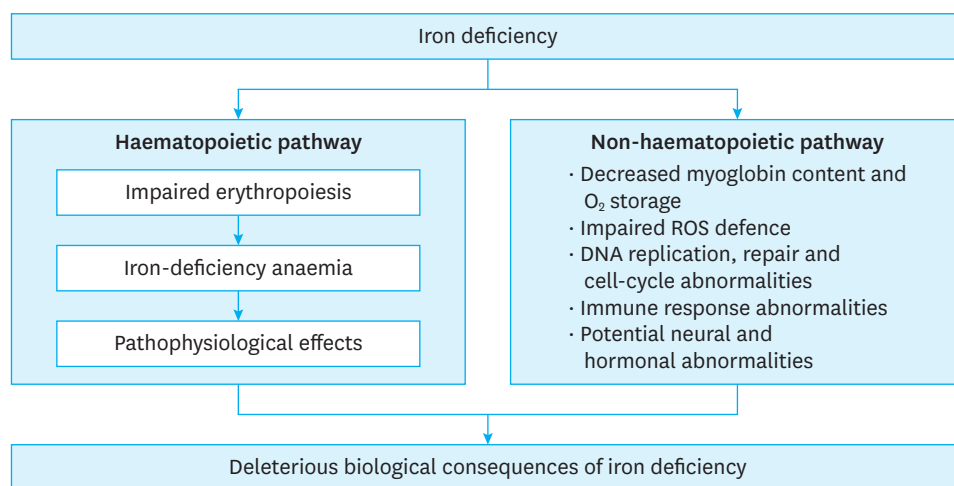 Iron deficiency
Haematopoietic pathway
Impaired erythropoiesis
Iron-deficiency anaemia
Pathophysiological effects
Non-haematopoietic pathway
· Decreased myoglobin content and
O₂ storage
· Impaired ROS defence
· DNA replication, repair and
cell-cycle abnormalities
· Immune response abnormalities
· Potential neural and
hormonal abnormalities
Deleterious biological consequences of iron deficiency